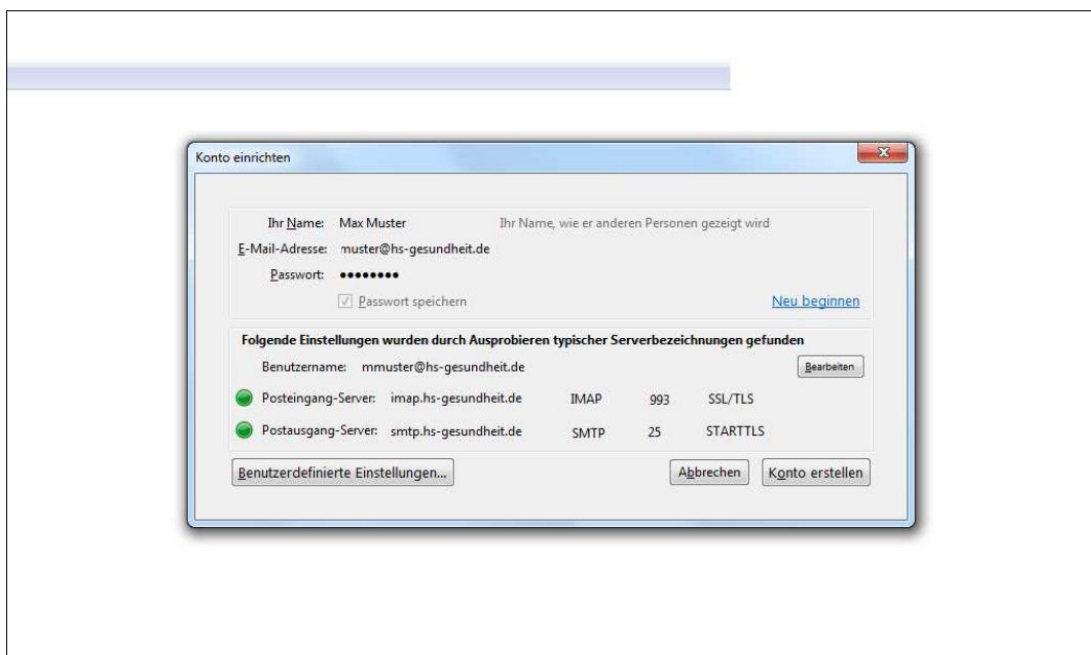 Konto einrichten
Ihr Name: Max Muster Ihr Name, wie er anderen Personen gezeigt wird
E-Mail-Adresse: muster@hs-gesundheit.de
Passwort: ••••••••
Passwort speichern Neu beginnen
Folgende Einstellungen wurden durch Ausprobieren typischer Serverbezeichnungen gefunden
Benutzername: mmuster@hs-gesundheit.de Bearbeiten
Posteingang-Server: imap.hs-gesundheit.de IMAP 993 SSL/TLS
Postausgang-Server: smtp.hs-gesundheit.de SMTP 25 STARTTLS
Benutzerdefinierte Einstellungen... Abbrechen Konto erstellen